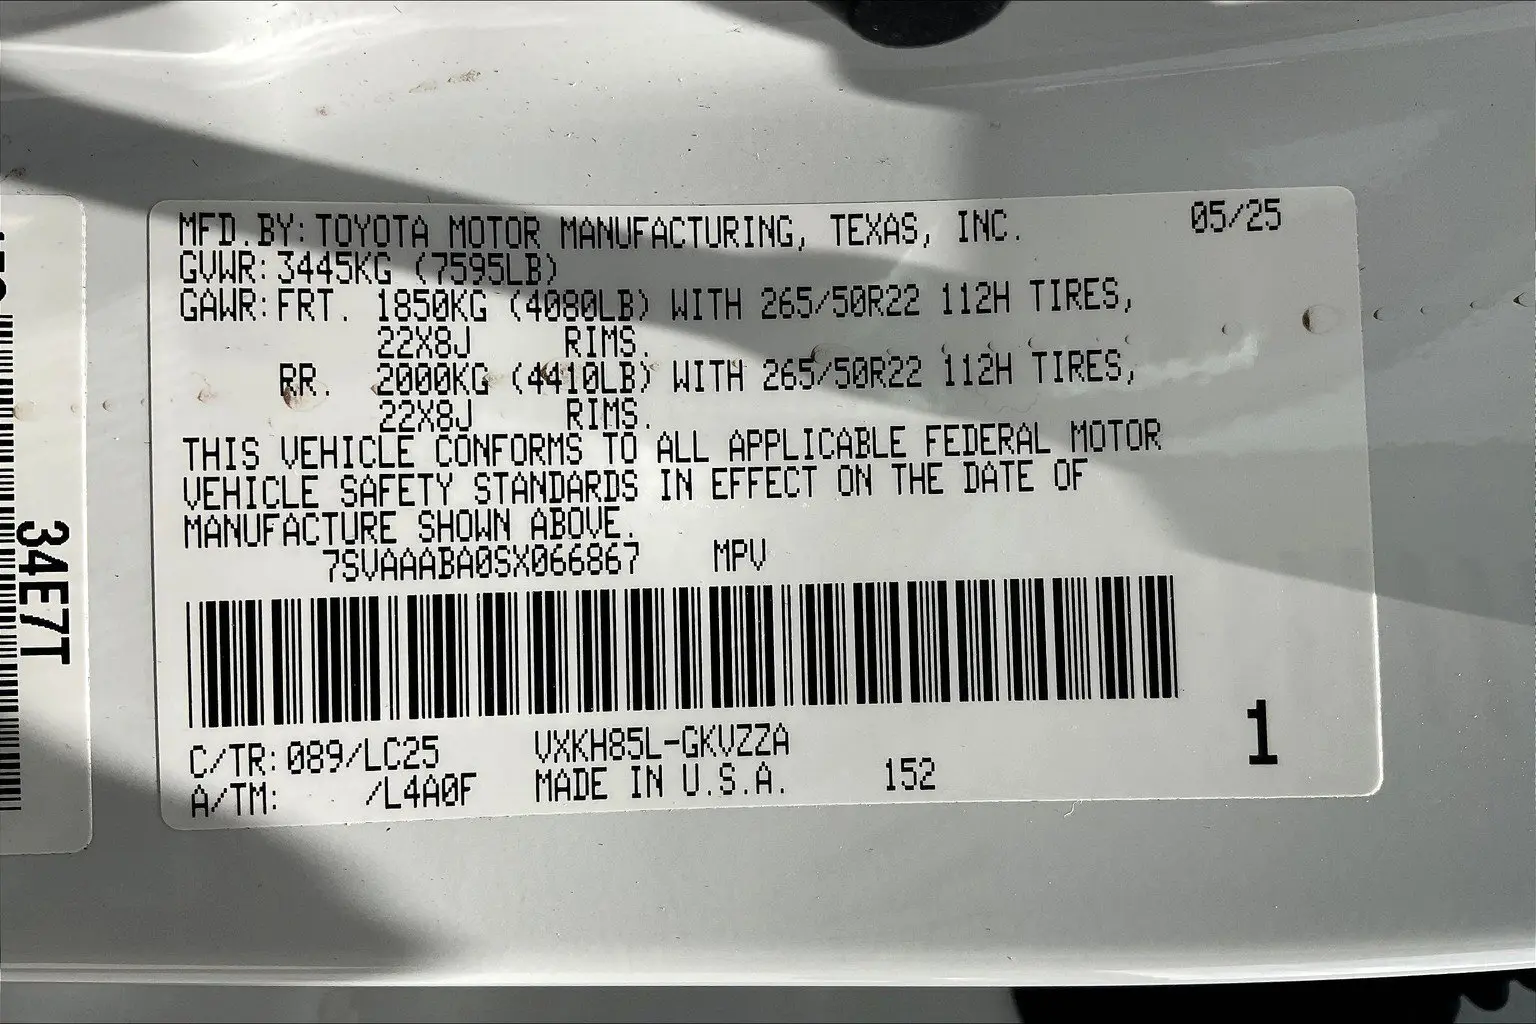 MFD.BY: TOYOTA MOTOR MANUFACTURING, TEXAS, INC. 05/25
GVWR: 3445KG (7595LB)
GAWR: FRT. 1850KG (4080LB) WITH 265/50R22 112H TIRES,
22X8J RIMS.
RR. 2000KG (4410LB) WITH 265/50R22 112H TIRES,
22X8J RIMS.
THIS VEHICLE CONFORMS TO ALL APPLICABLE FEDERAL MOTOR
VEHICLE SAFETY STANDARDS IN EFFECT ON THE DATE OF
MANUFACTURE SHOWN ABOVE.
7SVAAABA0SX066867 MPV
C/TR: 089/LC25 VXKH85L-GKVZZA
A/TM: /L4A0F MADE IN U.S.A. 152
1
34E7T